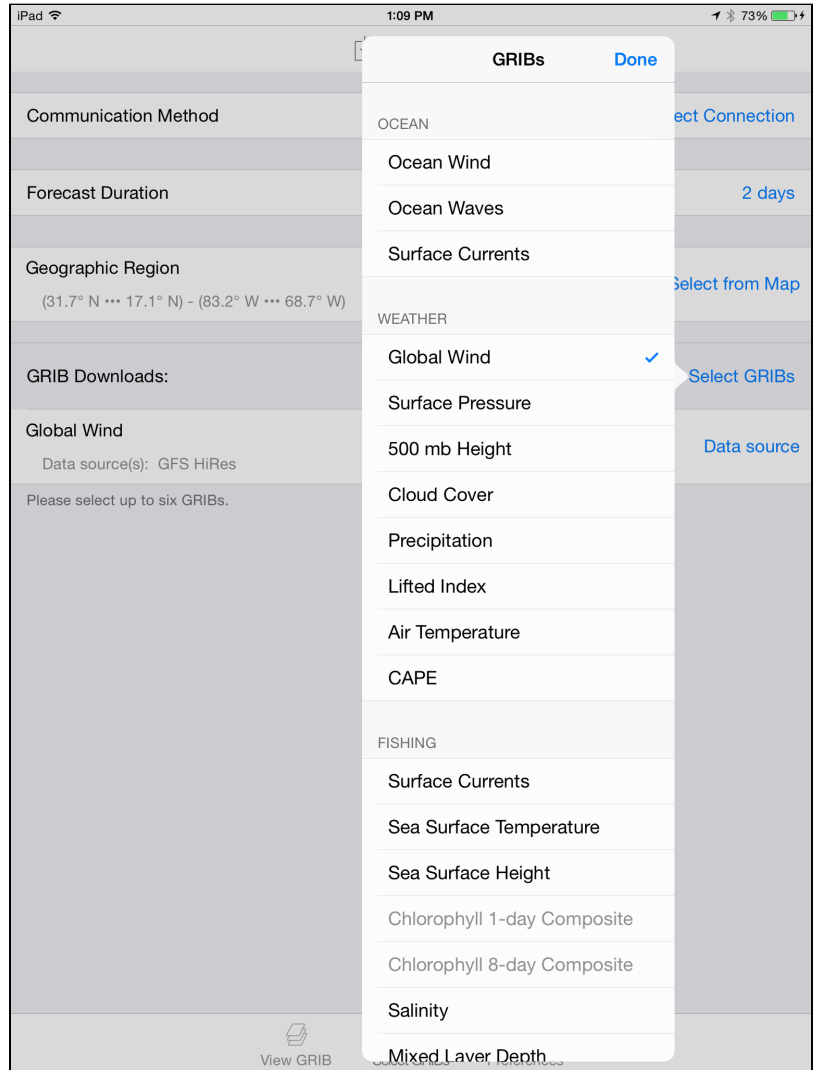 iPad 1:09 PM 73%
GRIBs Done
Communication Method ect Connection
Forecast Duration 2 days
Geographic Region
(31.7° N ••• 17.1° N) - (83.2° W ••• 68.7° W)
Select from Map
GRIB Downloads: Select GRIBs
Global Wind
Data source(s): GFS HiRes
Data source
Please select up to six GRIBs.
OCEAN
Ocean Wind
Ocean Waves
Surface Currents
WEATHER
Global Wind
Surface Pressure
500 mb Height
Cloud Cover
Precipitation
Lifted Index
Air Temperature
CAPE
FISHING
Surface Currents
Sea Surface Temperature
Sea Surface Height
Chlorophyll 1-day Composite
Chlorophyll 8-day Composite
Salinity
Mixed Layer Depth
View GRIB Select GRIBs Preferences